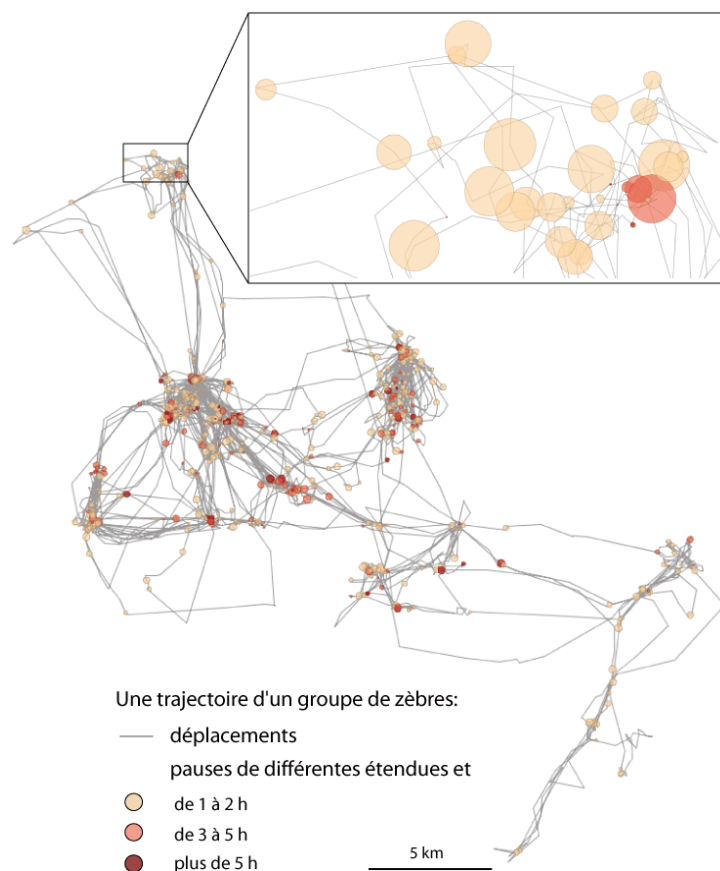 Une trajectoire d'un groupe de zèbres:
déplacements
pauses de différentes étendues et
de 1 à 2 h
de 3 à 5 h
plus de 5 h
5 km